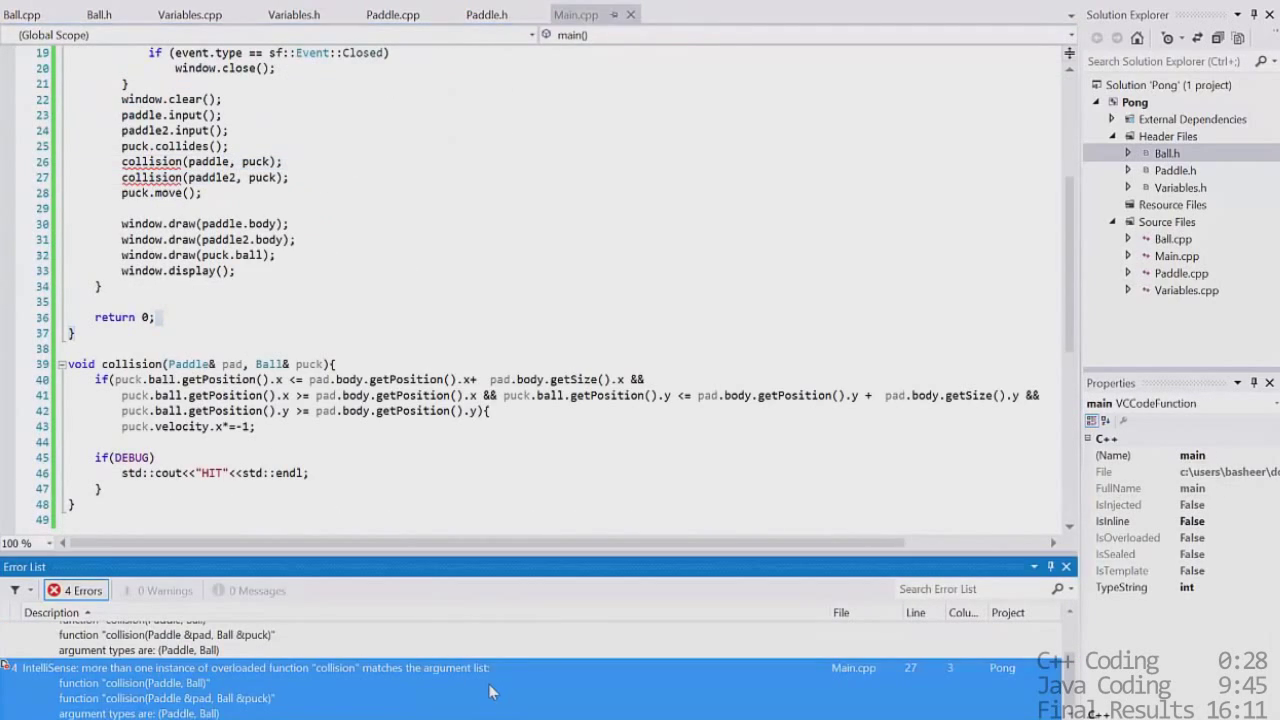 Ball.cpp Ball.h Variables.cpp Variables.h Paddle.cpp Paddle.h Main.cpp
(Global Scope) main()
19 if (event.type == sf::Event::Closed)
20 window.close();
21 }
22 window.clear();
23 paddle.input();
24 paddle2.input();
25 puck.collides();
26 collision(paddle, puck);
27 collision(paddle2, puck);
28 puck.move();
29
30 window.draw(paddle.body);
31 window.draw(paddle2.body);
32 window.draw(puck.ball);
33 window.display();
34 }
35
36 return 0;
37 }
38
39 void collision(Paddle& pad, Ball& puck){
40 if(puck.ball.getPosition().x <= pad.body.getPosition().x+ pad.body.getSize().x &&
41 puck.ball.getPosition().x >= pad.body.getPosition().x && puck.ball.getPosition().y <= pad.body.getPosition().y + pad.body.getSize().y &&
42 puck.ball.getPosition().y >= pad.body.getPosition().y){
43 puck.velocity.x*=-1;
44
45 if(DEBUG)
46 std::cout<<"HIT"<<std::endl;
47 }
48 }
49
100 %
Error List
4 Errors 0 Warnings 0 Messages Search Error List
Description File Line Colu... Project
function "collision(Paddle &pad, Ball &puck)"
argument types are: (Paddle, Ball)
4 IntelliSense: more than one instance of overloaded function "collision" matches the argument list: Main.cpp 27 3 Pong
function "collision(Paddle, Ball)"
function "collision(Paddle &pad, Ball &puck)"
argument types are: (Paddle, Ball)
Solution Explorer
Search Solution Explorer (Ctrl+;)
Solution 'Pong' (1 project)
Pong
External Dependencies
Header Files
Ball.h
Paddle.h
Variables.h
Resource Files
Source Files
Ball.cpp
Main.cpp
Paddle.cpp
Variables.cpp
Properties
main VCCodeFunction
C++
(Name) main
File c:\users\basheer\d
FullName main
IsInjected False
IsInline False
IsOverloaded False
IsSealed False
IsTemplate False
TypeString int
C++ Coding 0:28
Java Coding 9:45
Final Results 16:11
C++